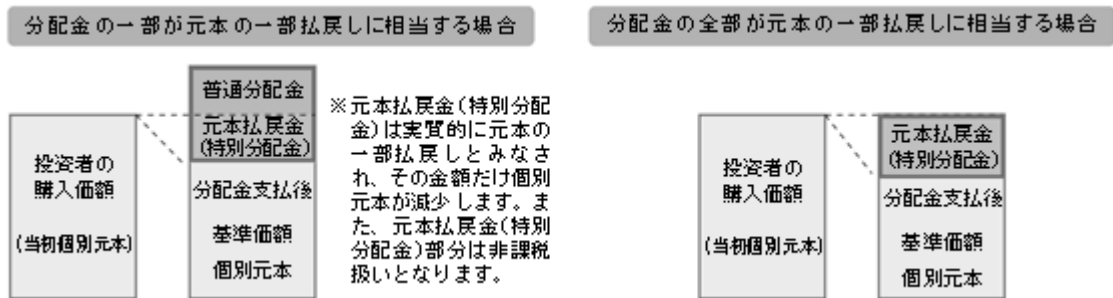 分配金の一部が元本の一部払戻しに相当する場合
普通分配金
元本払戻金
(特別分配金)
投資者の
購入価額
(当初個別元本)
分配金支払後
基準価額
個別元本
※元本払戻金(特別分配
金)は実質的に元本の
一部払戻しとみなさ
れ、その金額だけ個別
元本が減少します。ま
た、元本払戻金(特別
分配金)部分は非課税
扱いとなります。
分配金の全部が元本の一部払戻しに相当する場合
元本払戻金
(特別分配金)
投資者の
購入価額
(当初個別元本)
分配金支払後
基準価額
個別元本